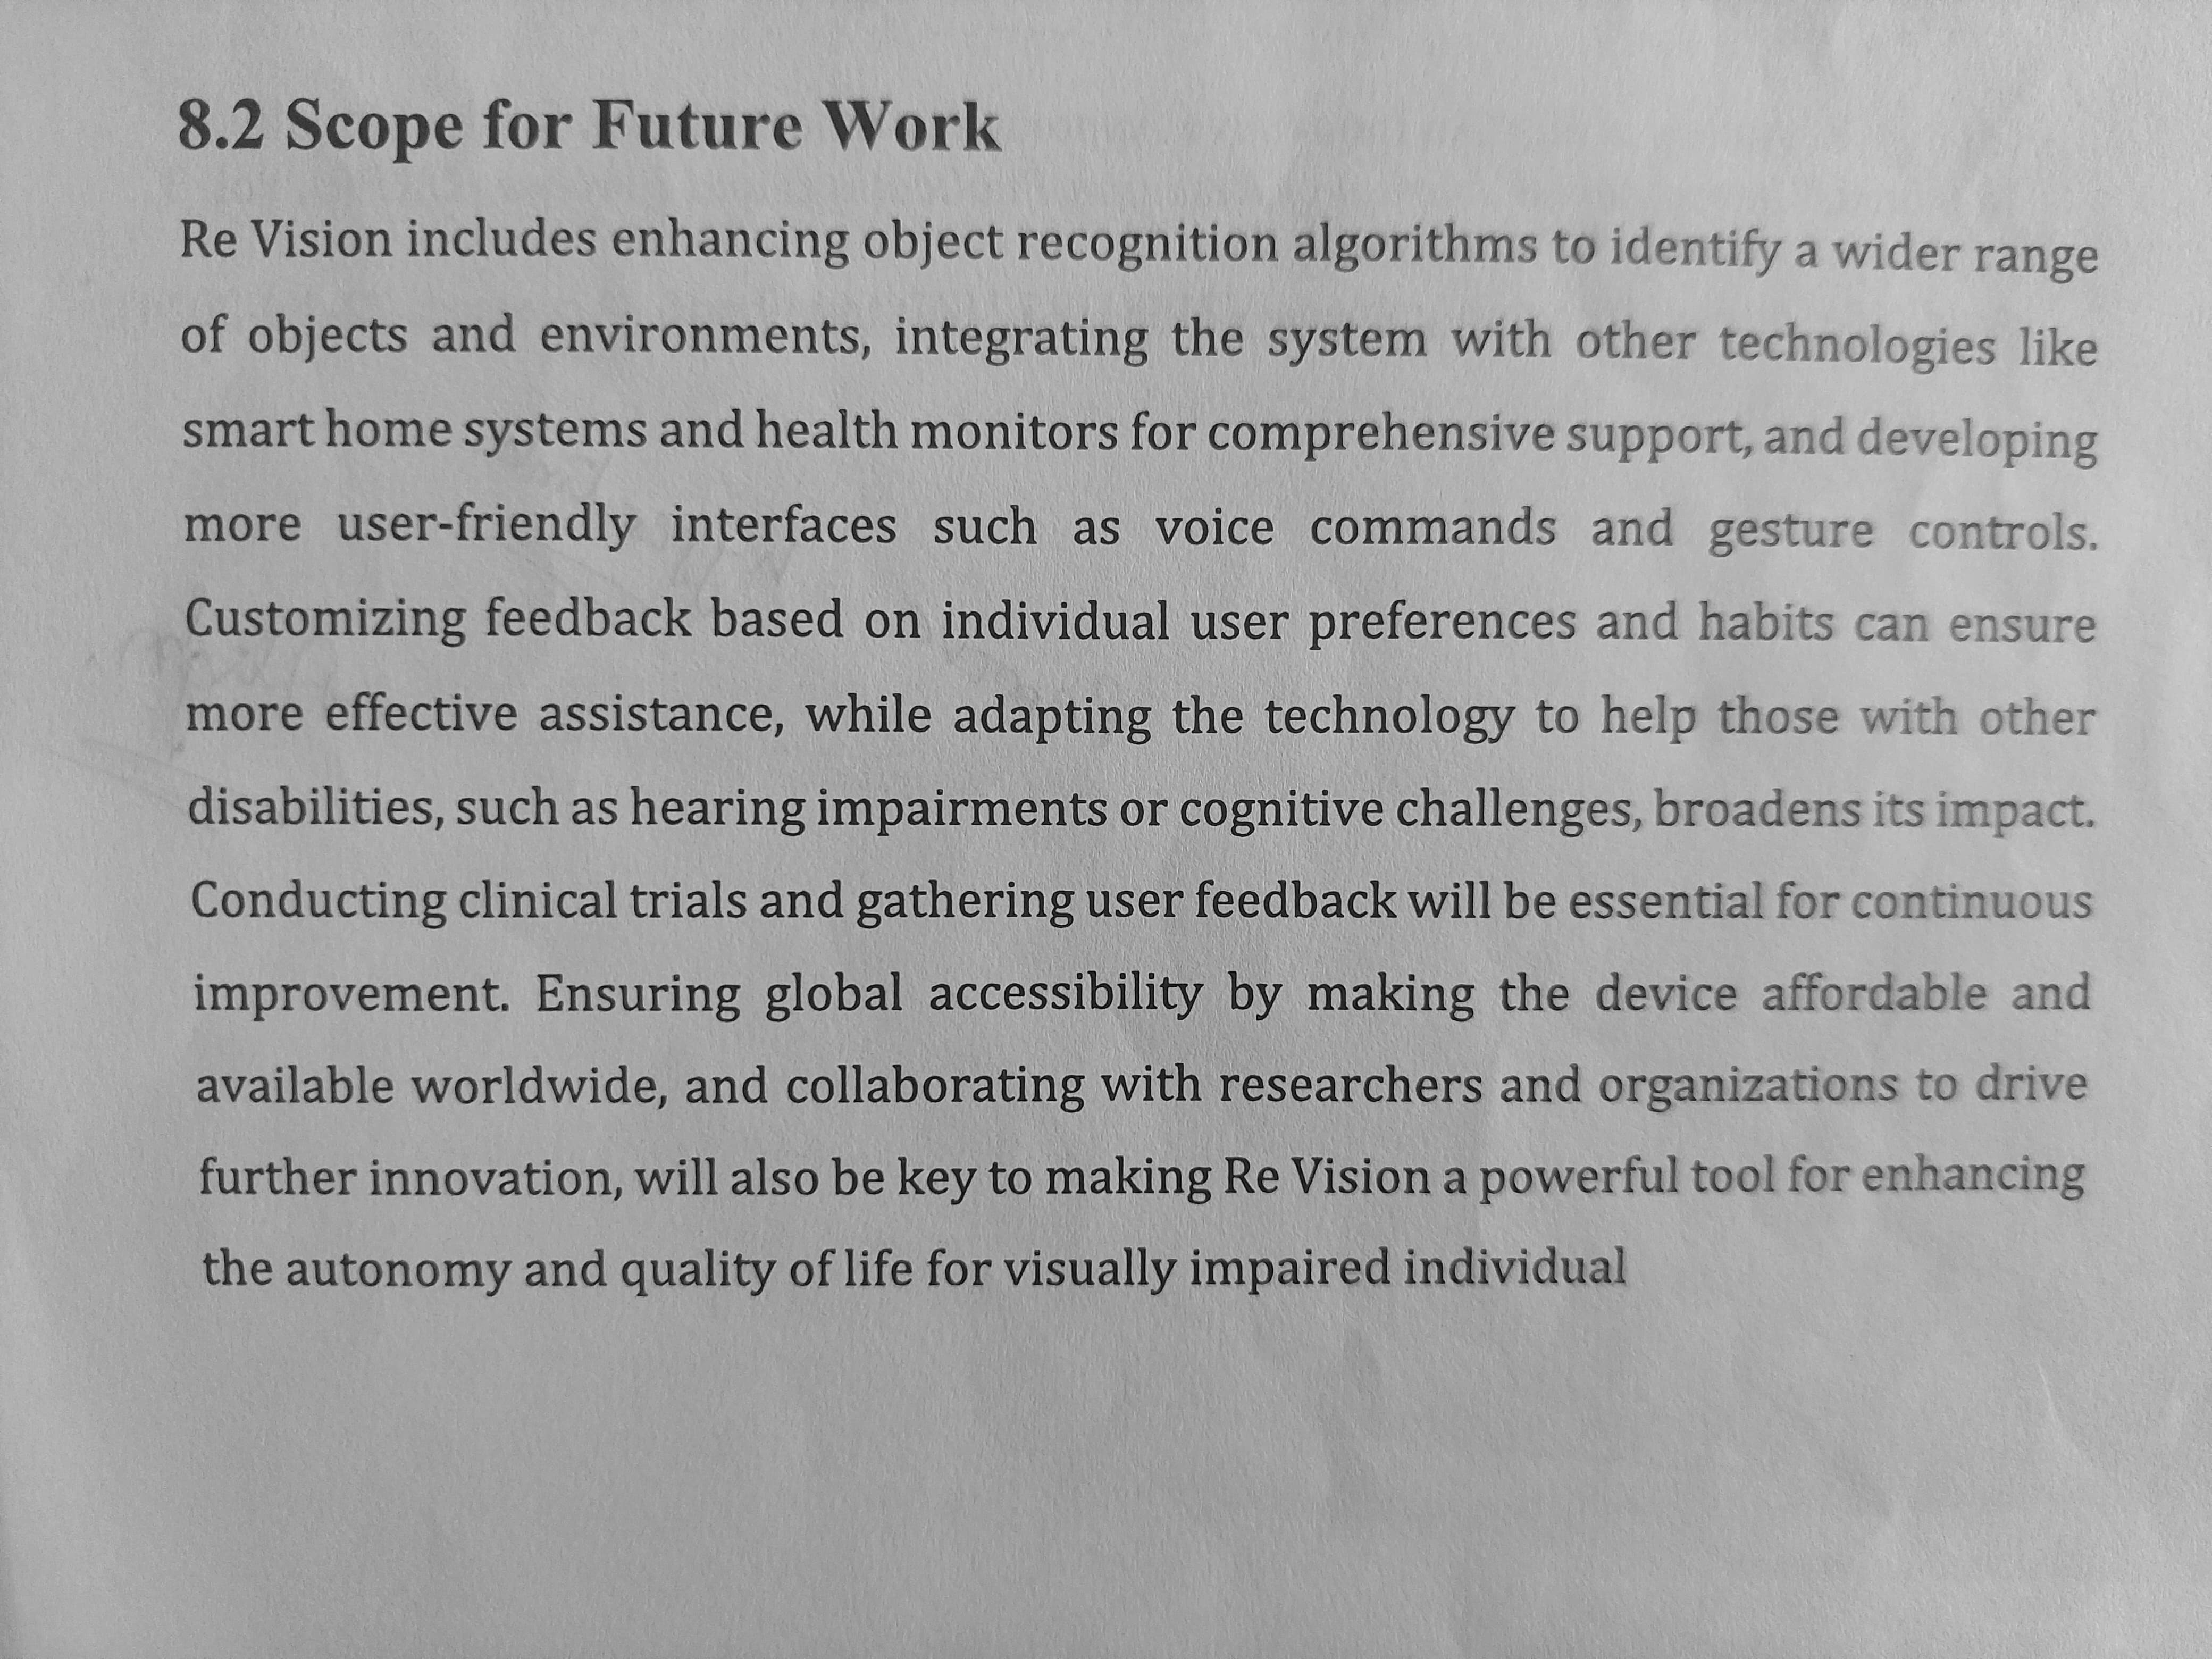 8.2 Scope for Future Work
Re Vision includes enhancing object recognition algorithms to identify a wider range
of objects and environments, integrating the system with other technologies like
smart home systems and health monitors for comprehensive support, and developing
more user-friendly interfaces such as voice commands and gesture controls.
Customizing feedback based on individual user preferences and habits can ensure
more effective assistance, while adapting the technology to help those with other
disabilities, such as hearing impairments or cognitive challenges, broadens its impact.
Conducting clinical trials and gathering user feedback will be essential for continuous
improvement. Ensuring global accessibility by making the device affordable and
available worldwide, and collaborating with researchers and organizations to drive
further innovation, will also be key to making Re Vision a powerful tool for enhancing
the autonomy and quality of life for visually impaired individual